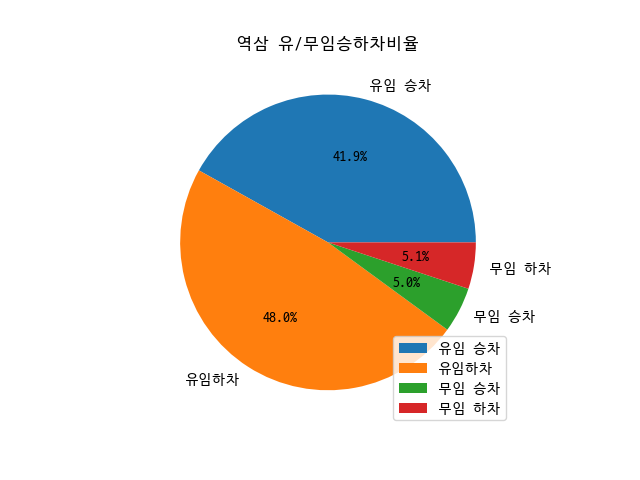 역삼 유/무임승하차비율
유임 승차
41.9%
5.1%
무임 하차
5.0%
무임 승차
48.0%
유임하차
유임 승차
유임하차
무임 승차
무임 하차